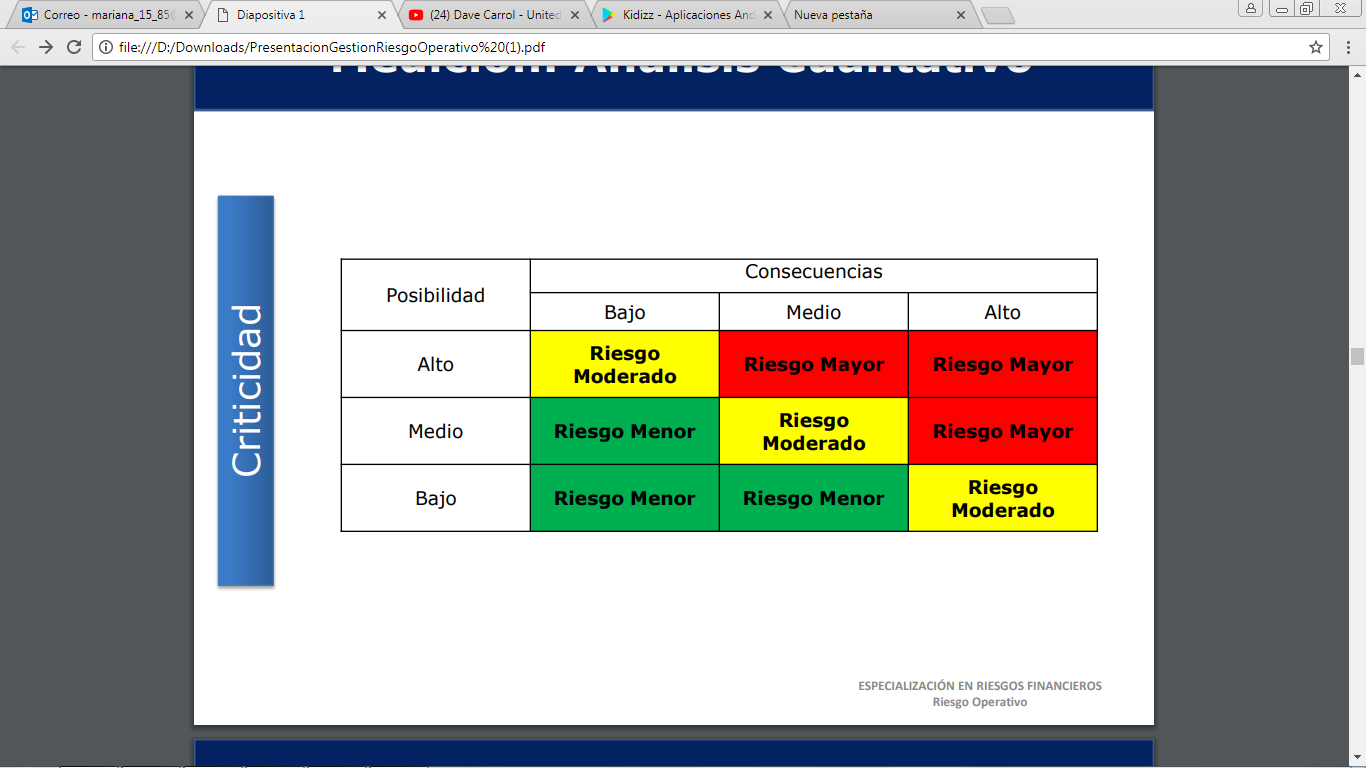 Correo - mariana_15_85@
Diapositiva 1
(24) Dave Carrol - United
Kidizz - Aplicaciones And
Nueva pestaña
file:///D:/Downloads/PresentacionGestionRiesgoOperativo%20(1).pdf
Criticidad
Posibilidad
Consecuencias
Bajo Medio Alto
Alto
Riesgo
Moderado
Riesgo Mayor
Riesgo Mayor
Medio
Riesgo Menor
Riesgo
Moderado
Riesgo Mayor
Bajo
Riesgo Menor
Riesgo Menor
Riesgo
Moderado
ESPECIALIZACIÓN EN RIESGOS FINANCIEROS
Riesgo Operativo